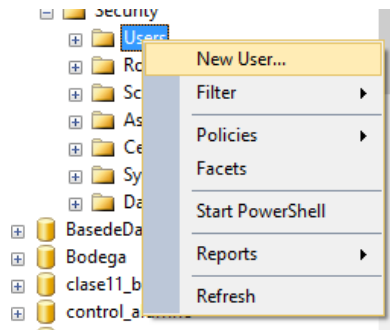 Security
Users
New User...
Filter
Policies
Facets
Start PowerShell
Reports
Refresh
Ro
Sc
As
Ce
Sy
Da
BasedeDa
Bodega
clase11_b